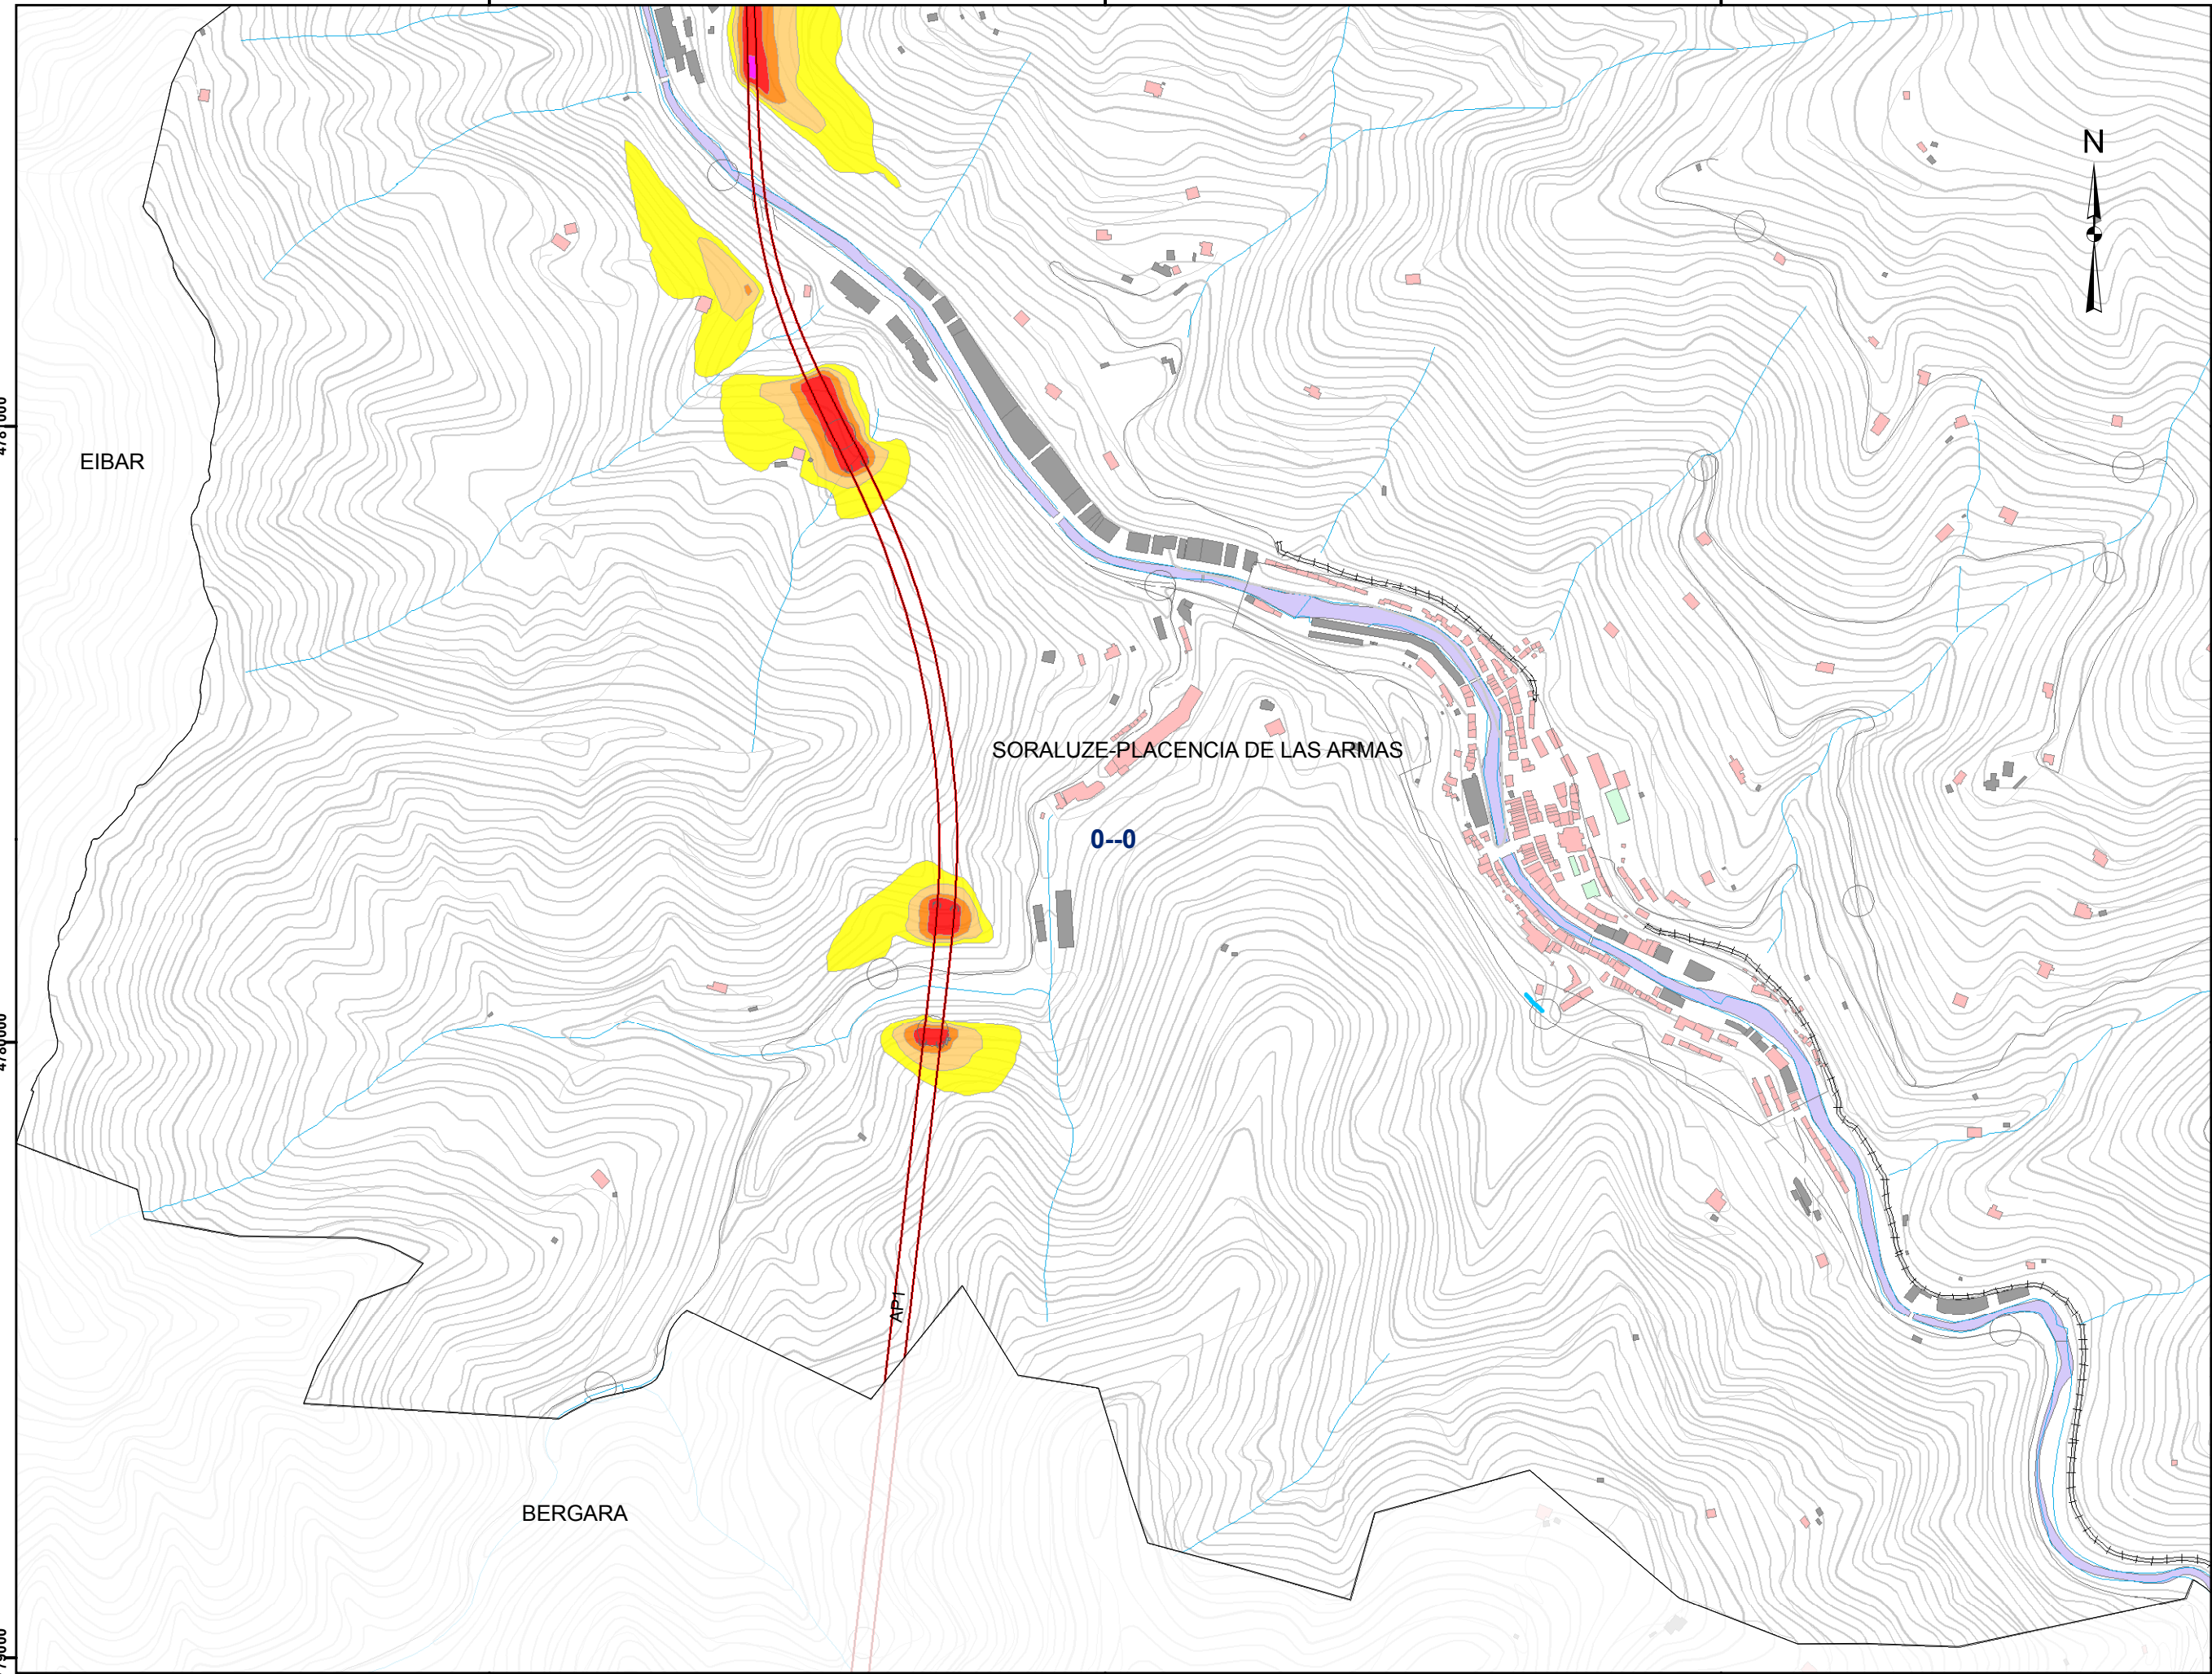 N
EIBAR
SORALUZE-PLACENCIA DE LAS ARMAS
0--0
AP1
BERGARA